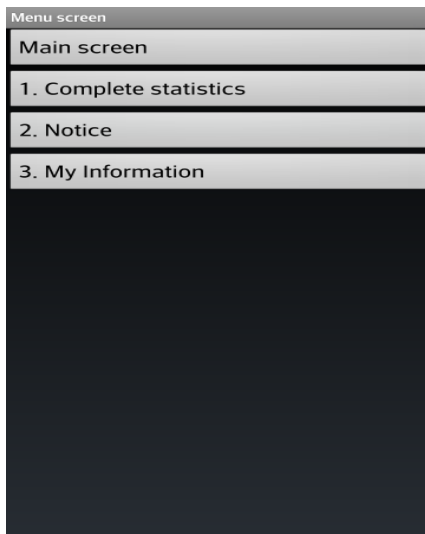 Menu screen
Main screen
1. Complete statistics
2. Notice
3. My Information